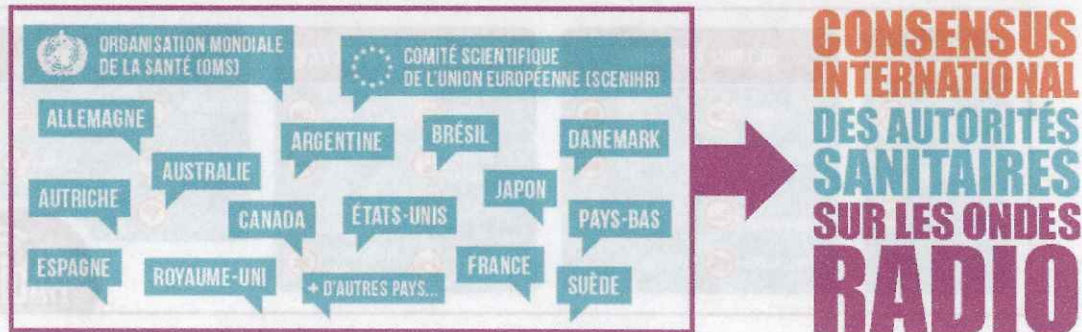 ORGANISATION MONDIALE
DE LA SANTÉ (OMS)
COMITÉ SCIENTIFIQUE
DE L'UNION EUROPÉENNE (SCENIHR)
ALLEMAGNE
ARGENTINE
BRÉSIL
DANEMARK
AUSTRALIE
AUTRICHE
CANADA
ÉTATS-UNIS
JAPON
PAYS-BAS
ESPAGNE
ROYAUME-UNI
+ D'AUTRES PAYS...
FRANCE
SUÈDE
CONSENSUS
INTERNATIONAL
DES AUTORITÉS
SANITAIRES
SUR LES ONDES
RADIO